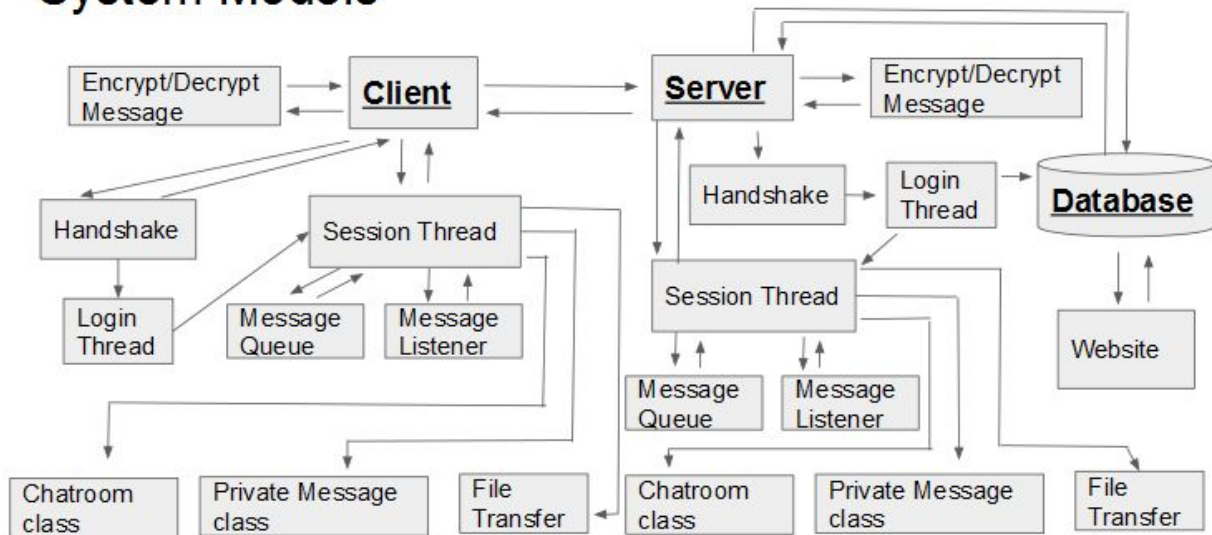 System Models
Encrypt/Decrypt
Message
Client
Server
Encrypt/Decrypt
Message
Handshake
Session Thread
Handshake
Login
Thread
Database
Login
Thread
Message
Queue
Message
Listener
Session Thread
Website
Message
Queue
Message
Listener
Chatroom
class
Private Message
class
File
Transfer
Chatroom
class
Private Message
class
File
Transfer